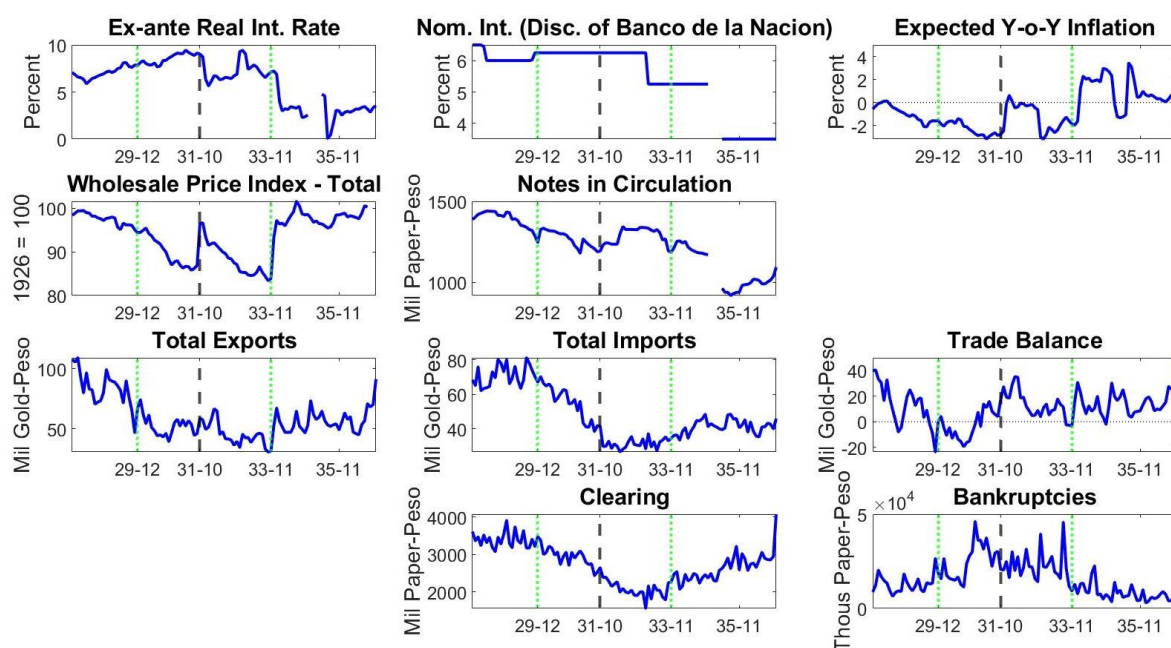 Ex-ante Real Int. Rate
Percent
10
5
0
29-12 31-10 33-11 35-11
Nom. Int. (Disc. of Banco de la Nacion)
Percent
6
5
4
29-12 31-10 33-11 35-11
Expected Y-o-Y Inflation
Percent
4
2
0
-2
29-12 31-10 33-11 35-11
Wholesale Price Index - Total
1926 = 100
100
90
80
29-12 31-10 33-11 35-11
Notes in Circulation
Mil Paper-Peso
1500
1000
29-12 31-10 33-11 35-11
Total Exports
Mil Gold-Peso
100
50
29-12 31-10 33-11 35-11
Total Imports
Mil Gold-Peso
80
60
40
29-12 31-10 33-11 35-11
Trade Balance
Mil Gold-Peso
40
20
0
-20
29-12 31-10 33-11 35-11
Clearing
Mil Paper-Peso
4000
3000
2000
29-12 31-10 33-11 35-11
Bankruptcies
Thous Paper-Peso
×10⁴
5
0
29-12 31-10 33-11 35-11